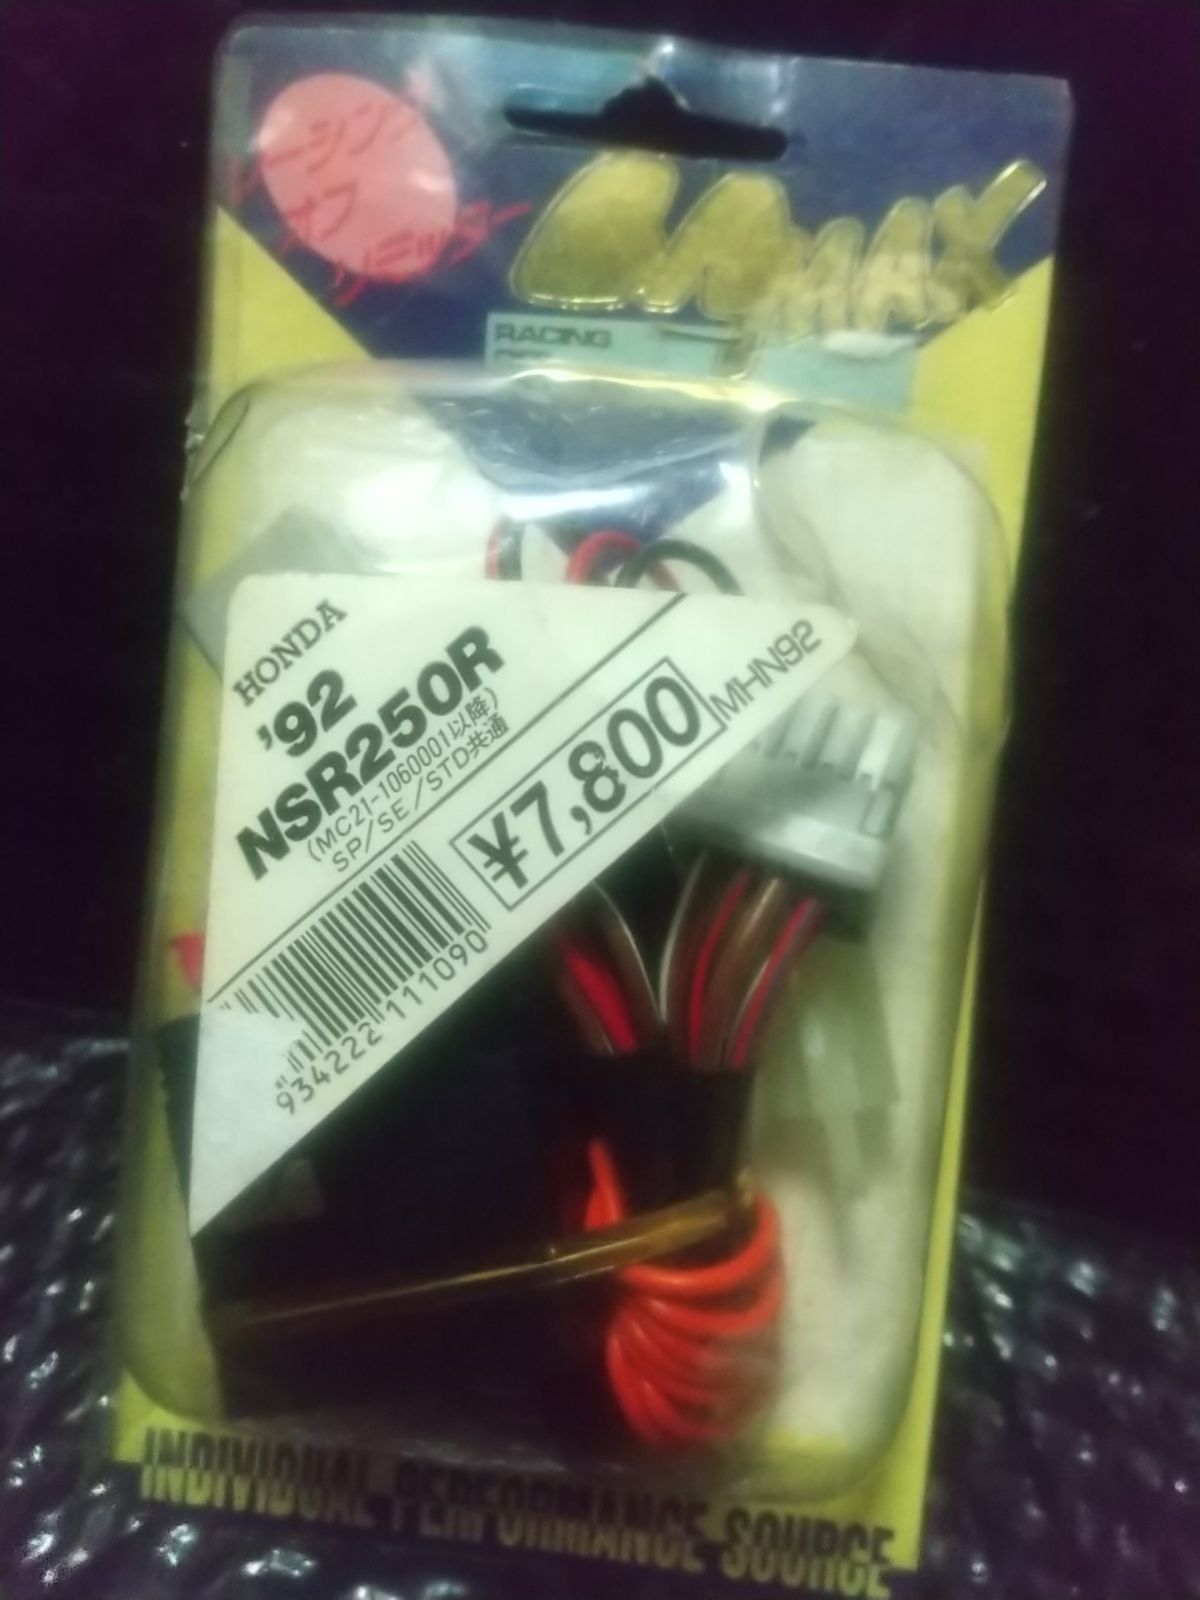 レーシング
オフ
リミッター
MAX
RACING
HONDA
'92
NSR250R
(MC21-1060001以降)
SP/SE/STD共通
¥7,800
MHN92
934222111090
INDIVIDUAL PERFORMANCE SOURCE